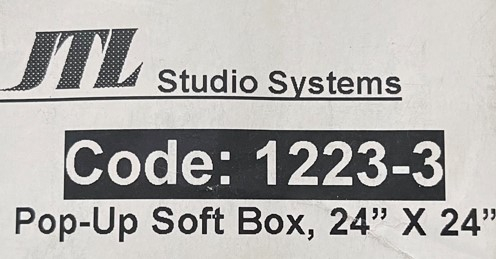 JTL Studio Systems
Code: 1223-3
Pop-Up Soft Box, 24” X 24”